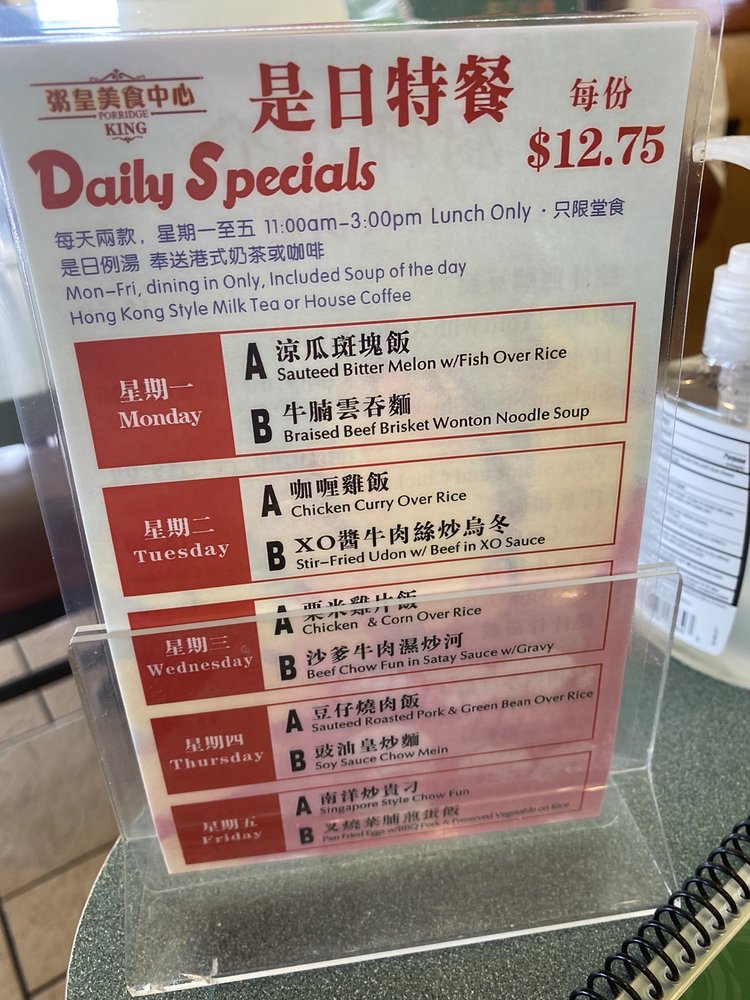 粥皇美食中心
PORRIDGE
KING
是日特餐
每份
$12.75
Daily Specials
每天兩款，星期一至五 11:00am-3:00pm Lunch Only · 只限堂食
是日例湯 奉送港式奶茶或咖啡
Mon-Fri, dining in Only, Included Soup of the day
Hong Kong Style Milk Tea or House Coffee
星期一
Monday
A 涼瓜斑塊飯
Sauteed Bitter Melon w/Fish Over Rice
B 牛腩雲吞麵
Braised Beef Brisket Wonton Noodle Soup
星期二
Tuesday
A 咖喱雞飯
Chicken Curry Over Rice
B XO醬牛肉絲炒烏冬
Stir-Fried Udon w/ Beef in XO Sauce
星期三
Wednesday
A 粟米雞片飯
Chicken & Corn Over Rice
B 沙爹牛肉濕炒河
Beef Chow Fun in Satay Sauce w/Gravy
星期四
Thursday
A 豆仔燒肉飯
Sauteed Roasted Pork & Green Bean Over Rice
B 豉油皇炒麵
Soy Sauce Chow Mein
星期五
Friday
A 南洋炒貴刁
Singapore Style Chow Fun
B 叉燒菜脯煎蛋飯
Pan Fried Eggs w/BBQ Pork & Preserved Vegetable on Rice